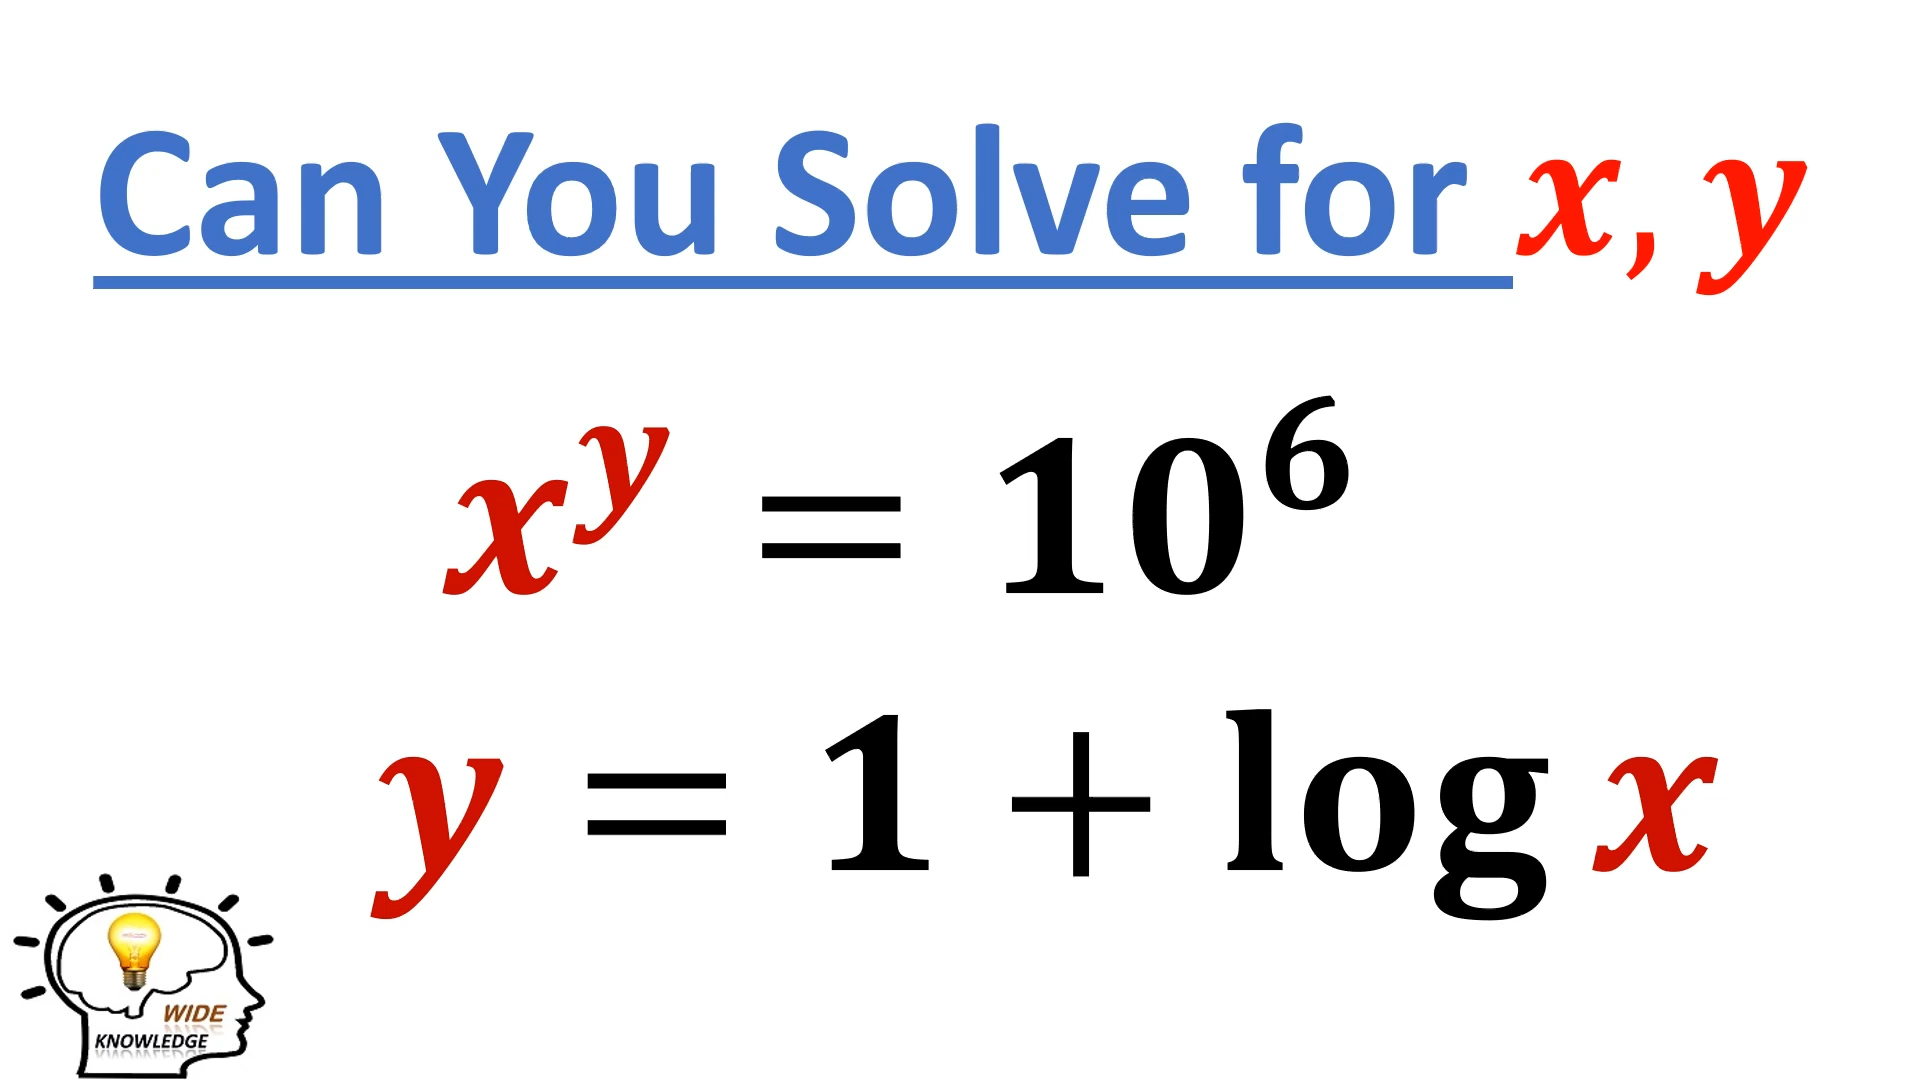 Can You Solve for x, y
x^y = 10^6
y = 1 + log x
WIDE
KNOWLEDGE